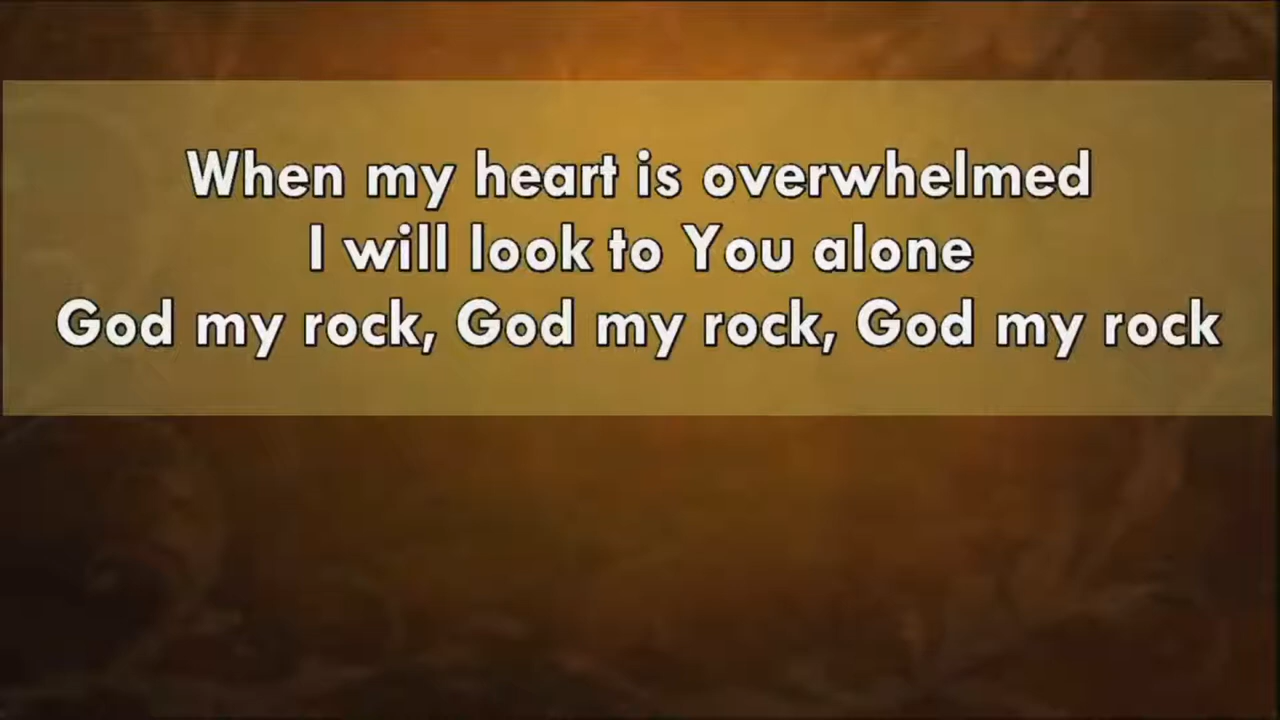 When my heart is overwhelmed
I will look to You alone
God my rock, God my rock, God my rock